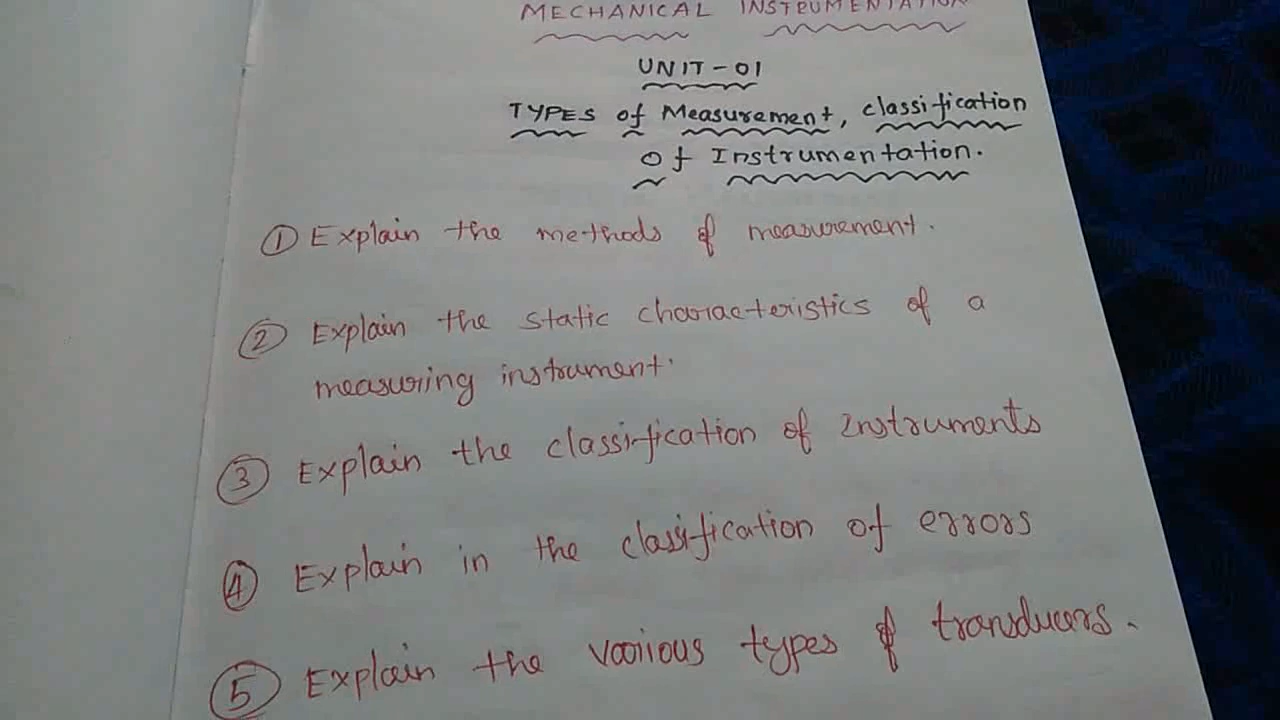 MECHANICAL INSTRUMENTATION
UNIT-01
TYPES of Measurement, classification
of Instrumentation.
① Explain the methods of measurement.
② Explain the static characteristics of a
measuring instrument.
③ Explain the classification of Instruments
④ Explain in the classification of errors
⑤ Explain the various types of transducers.